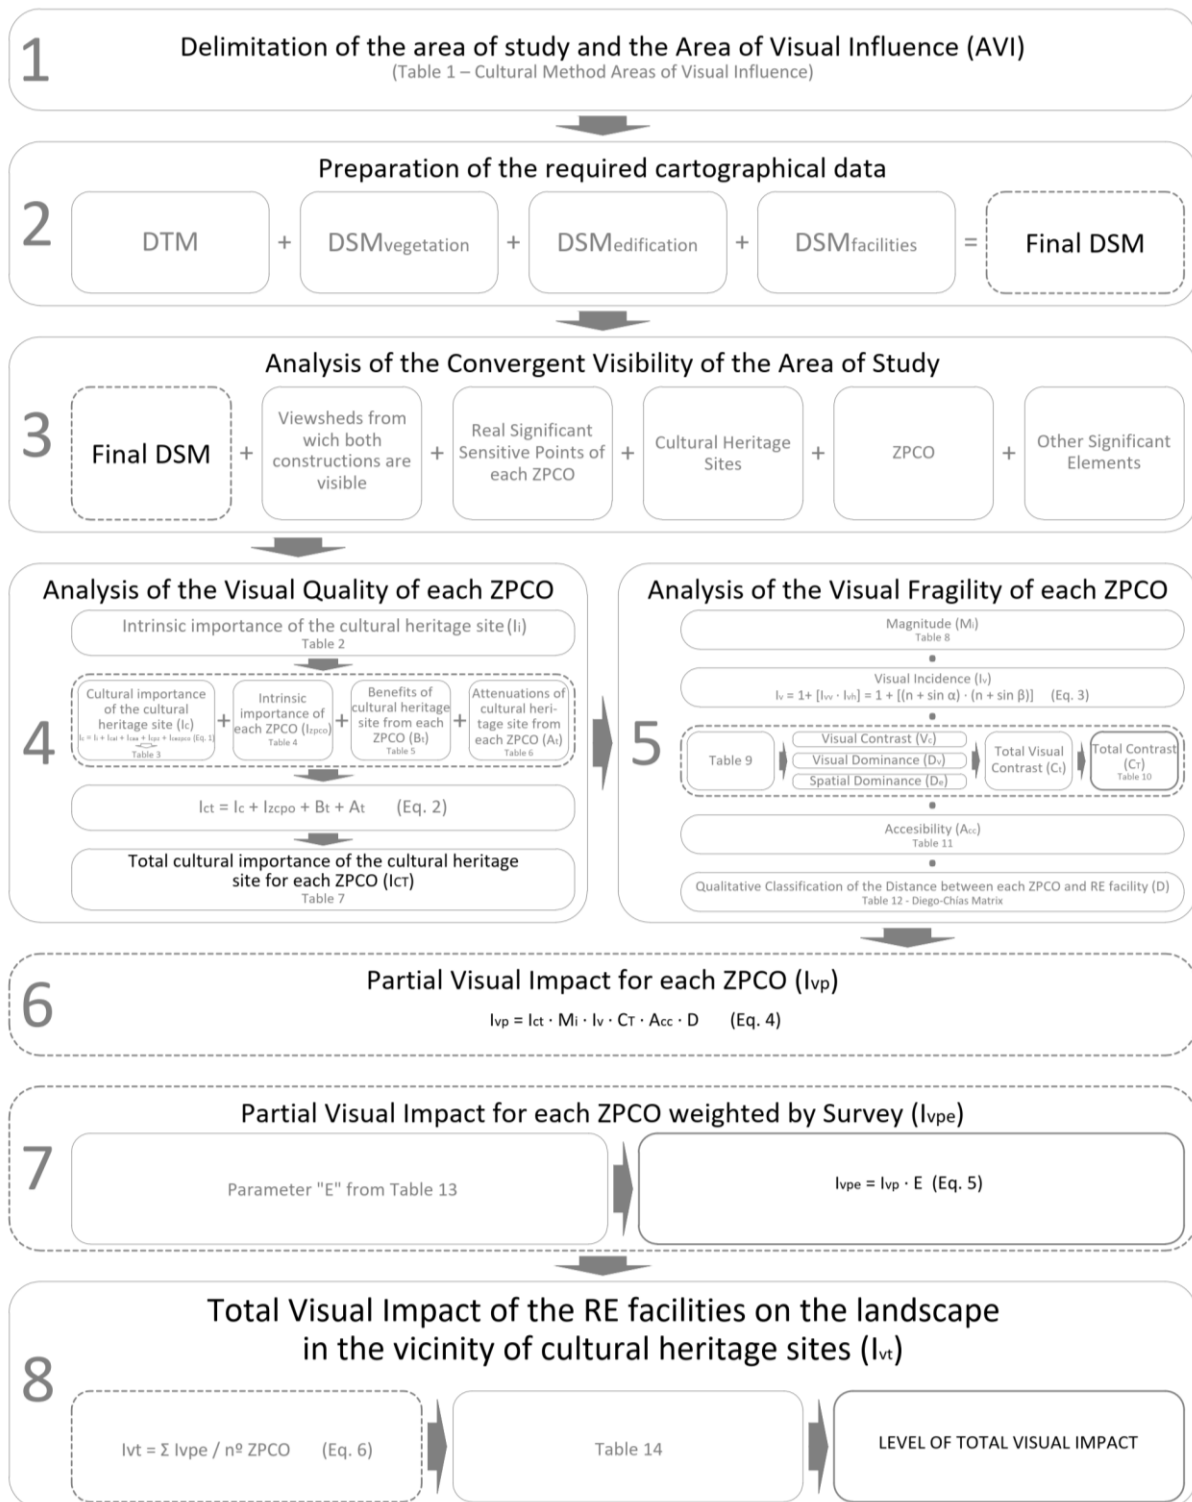 1
Delimitation of the area of study and the Area of Visual Influence (AVI)
(Table 1 – Cultural Method Areas of Visual Influence)
2
Preparation of the required cartographical data
DTM + DSMvegetation + DSMedification + DSMfacilities = Final DSM
3
Analysis of the Convergent Visibility of the Area of Study
Final DSM
+
Viewsheds from
wich both
constructions are
visible
+
Real Significant
Sensitive Points of
each ZPCO
+
Cultural Heritage
Sites
+
ZPCO
+
Other Significant
Elements
4
Analysis of the Visual Quality of each ZPCO
Intrinsic importance of the cultural heritage site (Ii)
Table 2
Cultural importance
of the cultural
heritage site (Ic)
(Eq. 1)
Table 3
+
Intrinsic
importance of
each ZPCO (Izpco)
Table 4
+
Benefits of
cultural heritage
site from each
ZPCO (Bt)
Table 5
+
Attenuations of
cultural heri-
tage site from
each ZPCO (At)
Table 6
Ict = Ic + Izcpo + Bt + At (Eq. 2)
Total cultural importance of the cultural heritage
site for each ZPCO (ICT)
Table 7
5
Analysis of the Visual Fragility of each ZPCO
Magnitude (Mi)
Table 8
Visual Incidence (Iv)
Iv = 1+ [Ivv · Ivh] = 1 + [(n + sin α) · (n + sin β)] (Eq. 3)
Table 9
Visual Contrast (Vc)
Visual Dominance (Dv)
Spatial Dominance (De)
Total Visual
Contrast (Ct)
Total Contrast
(CT)
Table 10
Accesibility (Acc)
Table 11
Qualitative Classification of the Distance between each ZPCO and RE facility (D)
Table 12 - Diego-Chías Matrix
6
Partial Visual Impact for each ZPCO (Ivp)
Ivp = Ict · Mi · Iv · CT · Acc · D (Eq. 4)
7
Partial Visual Impact for each ZPCO weighted by Survey (Ivpe)
Parameter "E" from Table 13
Ivpe = Ivp · E (Eq. 5)
8
Total Visual Impact of the RE facilities on the landscape
in the vicinity of cultural heritage sites (Ivt)
Ivt = Σ Ivpe / nº ZPCO (Eq. 6)
Table 14
LEVEL OF TOTAL VISUAL IMPACT